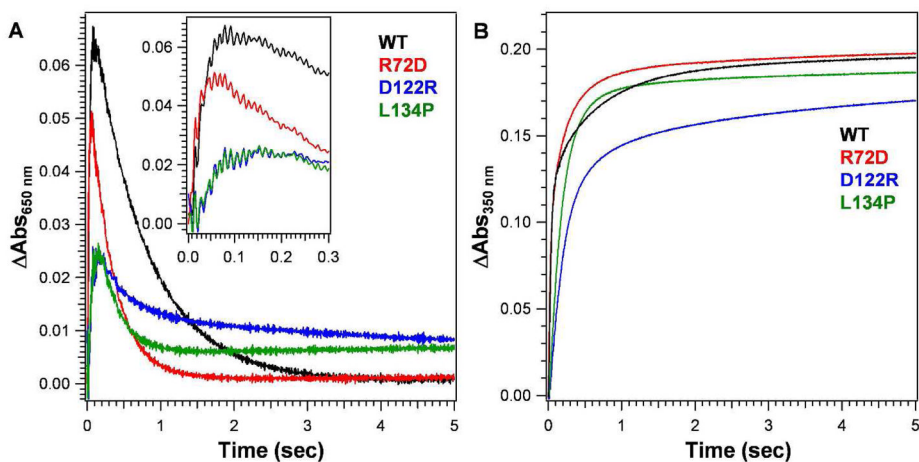 A
ΔAbs650 nm
0.06
0.05
0.04
0.03
0.02
0.01
0.00
0 1 2 3 4 5
Time (sec)
0.06
0.04
0.02
0.00
0.0 0.1 0.2 0.3
WT
R72D
D122R
L134P
B
ΔAbs350 nm
0.20
0.15
0.10
0.05
0.00
0 1 2 3 4 5
Time (sec)
WT
R72D
D122R
L134P